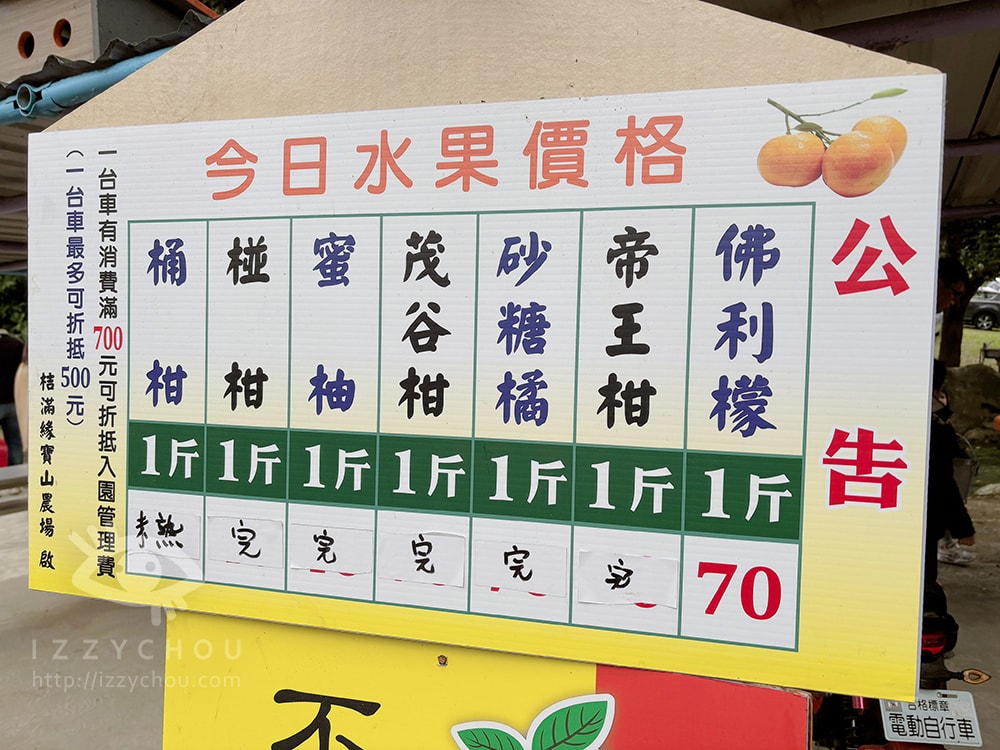 今日水果價格
公告
佛利檬 1斤 70
帝王柑 1斤 完
砂糖橘 1斤 完
茂谷柑 1斤 完
蜜柚 1斤 完
椪柑 1斤 完
桶柑 1斤 未熟
一台車有消費滿700元可折抵入園管理費
(一台車最多可折抵500元)
桔滿緣寶山農場 啟
不
合格標章
電動自行車
IZZYCHOU
http://izzychou.com